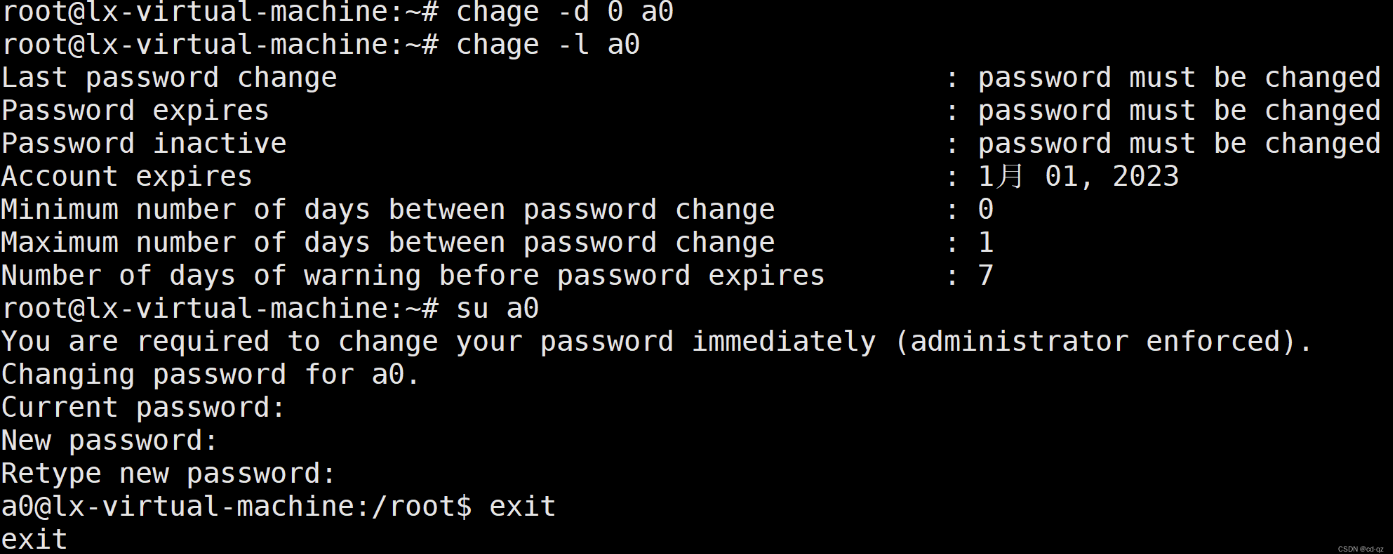 root@lx-virtual-machine:~# chage -d 0 a0
root@lx-virtual-machine:~# chage -l a0
Last password change : password must be changed
Password expires : password must be changed
Password inactive : password must be changed
Account expires : 1月 01, 2023
Minimum number of days between password change : 0
Maximum number of days between password change : 1
Number of days of warning before password expires : 7
root@lx-virtual-machine:~# su a0
You are required to change your password immediately (administrator enforced).
Changing password for a0.
Current password:
New password:
Retype new password:
a0@lx-virtual-machine:/root$ exit
exit
CSDN @cd-qz